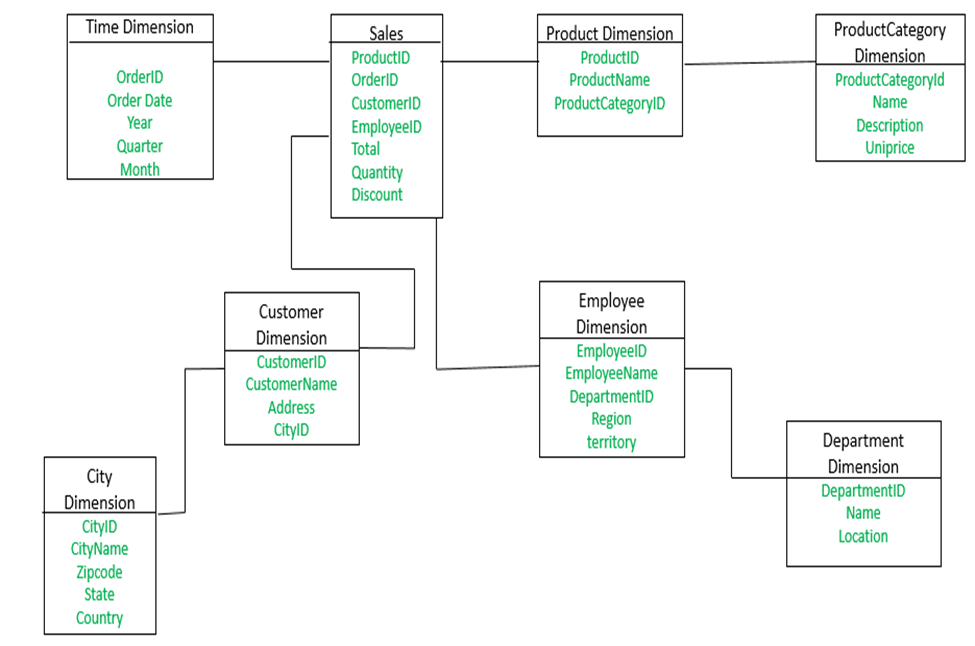 Time Dimension
OrderID
Order Date
Year
Quarter
Month
Sales
ProductID
OrderID
CustomerID
EmployeeID
Total
Quantity
Discount
Product Dimension
ProductID
ProductName
ProductCategoryID
ProductCategory
Dimension
ProductCategoryId
Name
Description
Uniprice
Customer
Dimension
CustomerID
CustomerName
Address
CityID
Employee
Dimension
EmployeeID
EmployeeName
DepartmentID
Region
territory
City
Dimension
CityID
CityName
Zipcode
State
Country
Department
Dimension
DepartmentID
Name
Location